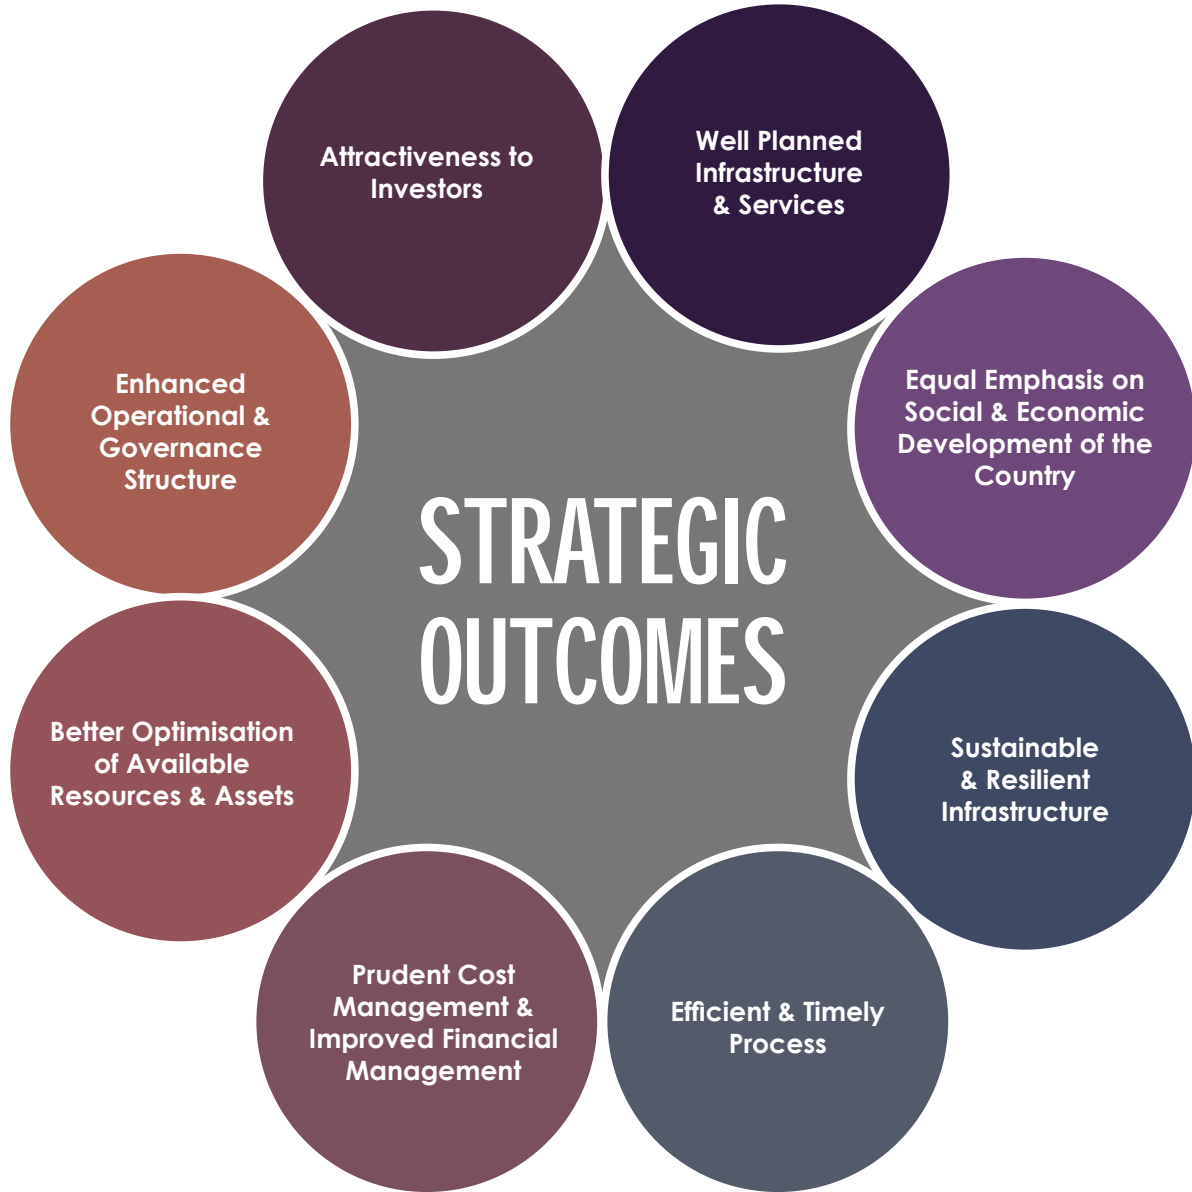 Attractiveness to
Investors
Well Planned
Infrastructure
& Services
Enhanced
Operational &
Governance
Structure
Equal Emphasis on
Social & Economic
Development of the
Country
STRATEGIC
OUTCOMES
Better Optimisation
of Available
Resources & Assets
Sustainable
& Resilient
Infrastructure
Prudent Cost
Management &
Improved Financial
Management
Efficient & Timely
Process